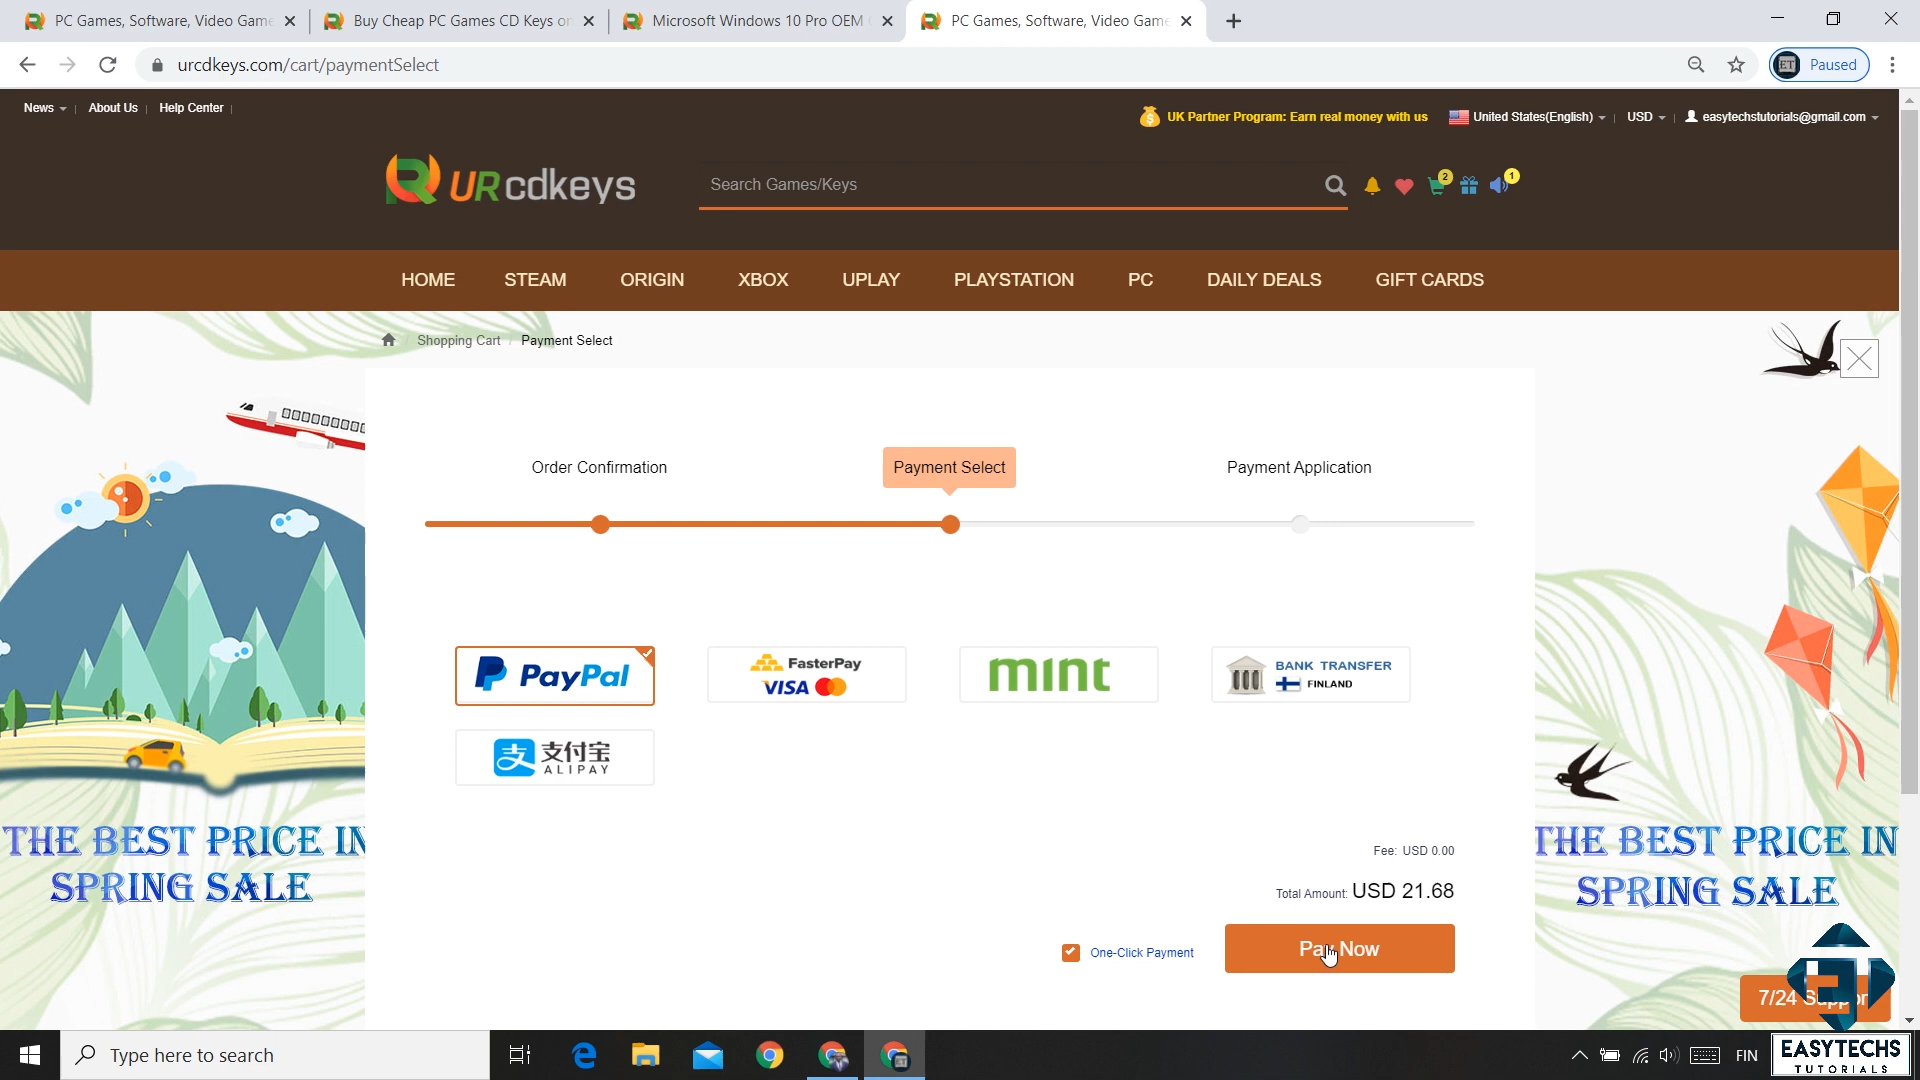 PC Games, Software, Video Game
Buy Cheap PC Games CD Keys on
Microsoft Windows 10 Pro OEM
PC Games, Software, Video Game
urcdkeys.com/cart/paymentSelect
ET Paused
News About Us Help Center
UK Partner Program: Earn real money with us United States(English) USD easytechstutorials@gmail.com
URcdkeys
Search Games/Keys
2
1
HOME STEAM ORIGIN XBOX UPLAY PLAYSTATION PC DAILY DEALS GIFT CARDS
Shopping Cart / Payment Select
Order Confirmation Payment Select Payment Application
PayPal
FasterPay
VISA
mint
BANK TRANSFER
FINLAND
支付宝
ALIPAY
THE BEST PRICE IN
SPRING SALE
THE BEST PRICE IN
SPRING SALE
Fee: USD 0.00
Total Amount: USD 21.68
One-Click Payment
Pay Now
7/24 Support
Type here to search
FIN
EASYTECHS
TUTORIALS